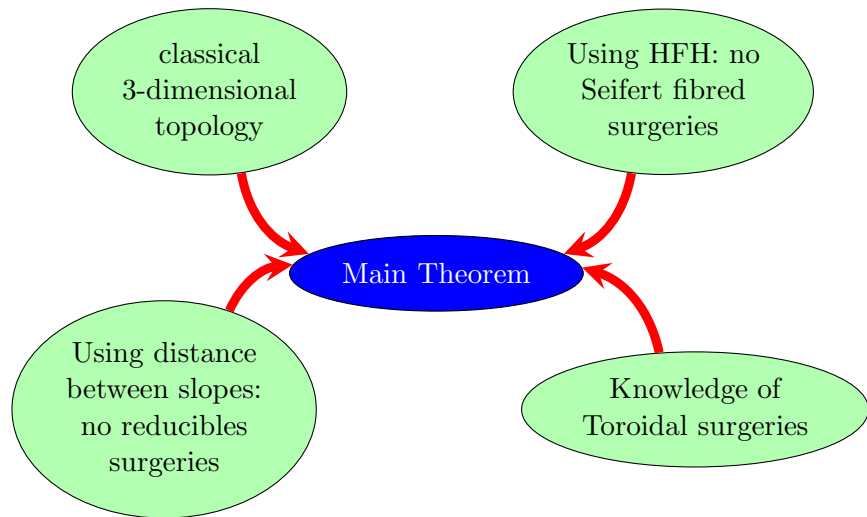 classical
3-dimensional
topology
Using HFH: no
Seifert fibred
surgeries
Main Theorem
Using distance
between slopes:
no reducibles
surgeries
Knowledge of
Toroidal surgeries